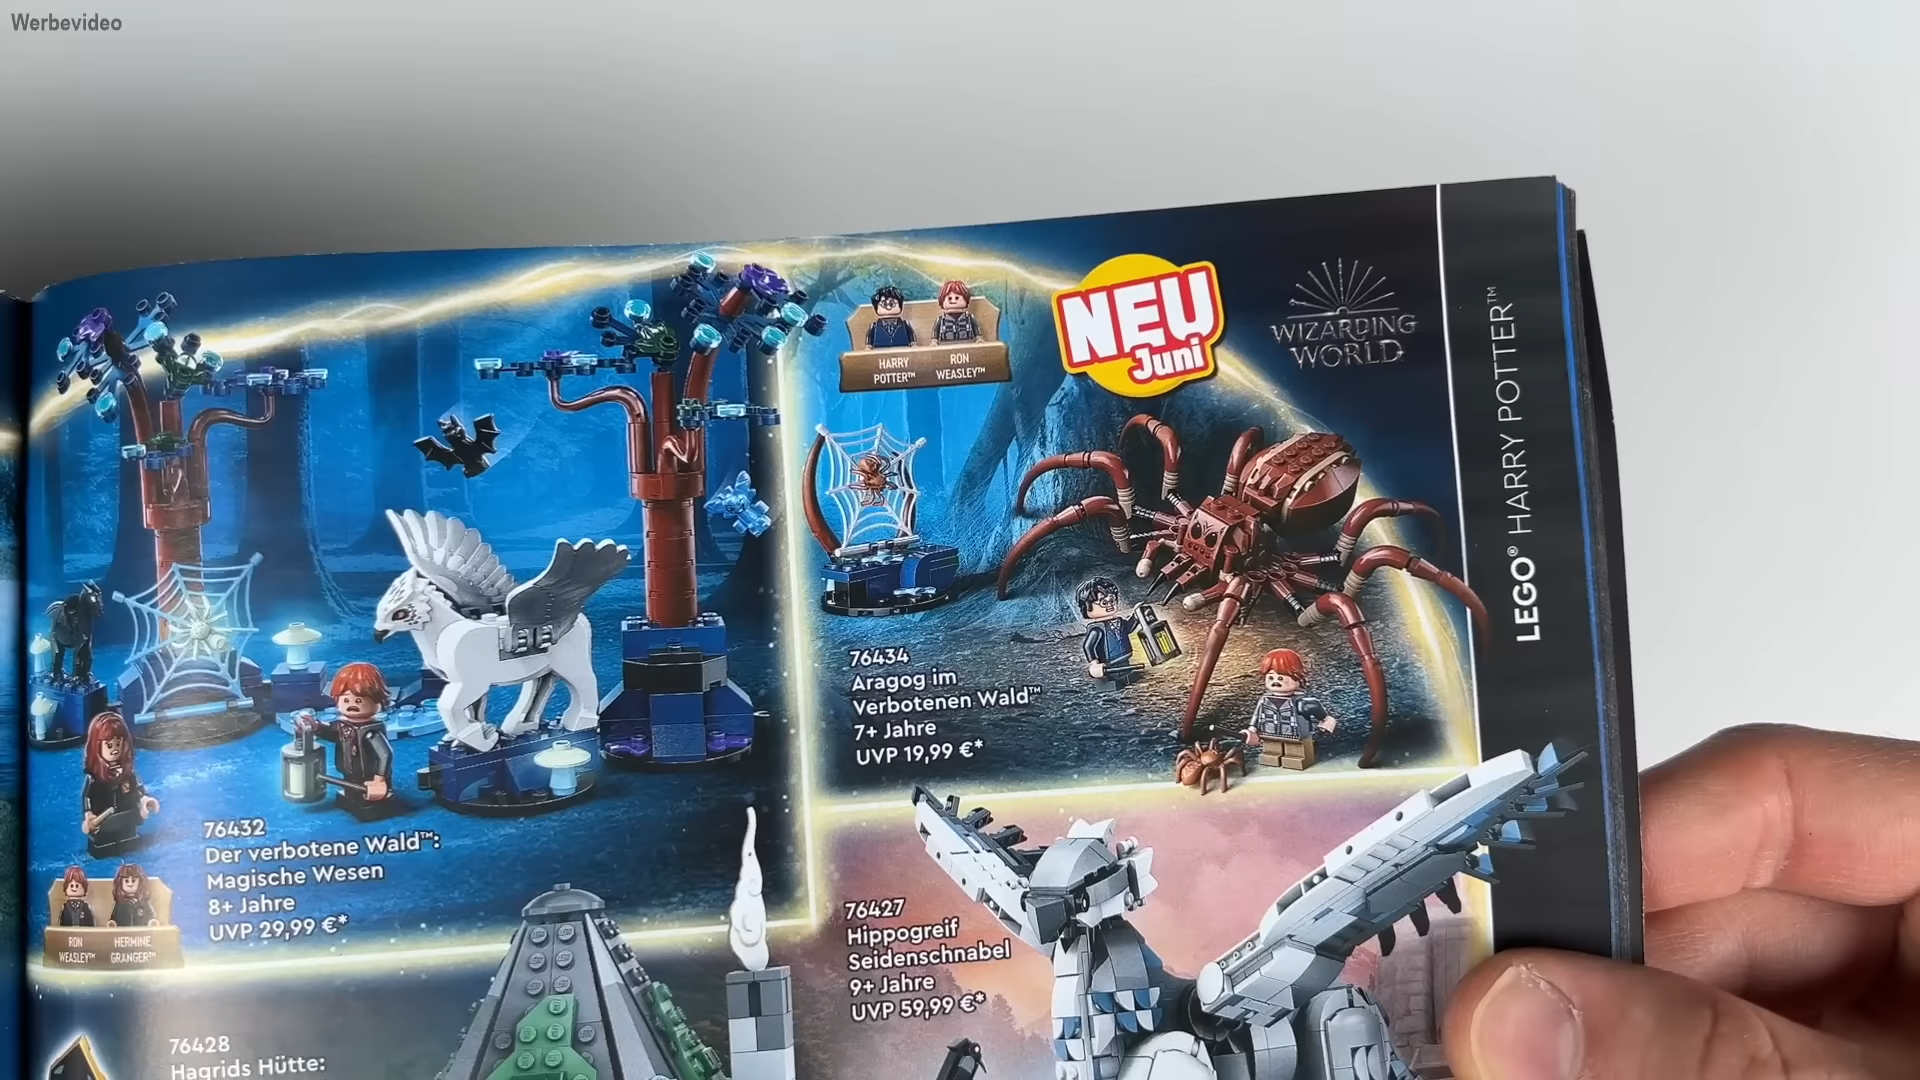 Werbevideo
HARRY
POTTER™
RON
WEASLEY™
NEU
Juni
WIZARDING
WORLD
LEGO® HARRY POTTER™
76434
Aragog im
Verbotenen Wald™
7+ Jahre
UVP 19,99 €*
76432
Der verbotene Wald™:
Magische Wesen
8+ Jahre
UVP 29,99 €*
RON
WEASLEY™
HERMINE
GRANGER™
76427
Hippogreif
Seidenschnabel
9+ Jahre
UVP 59,99 €*
76428
Hagrids Hütte: